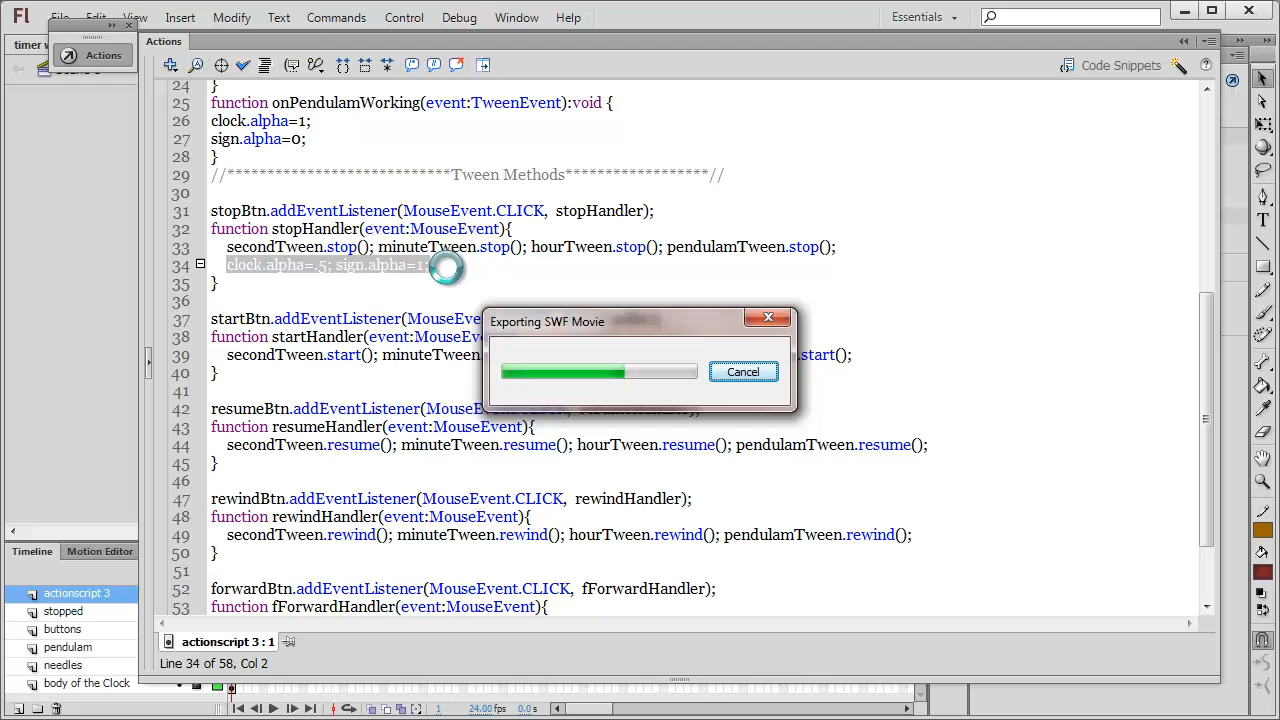 Fl File Edit View Insert Modify Text Commands Control Debug Window Help Essentials
timer w
Actions
Actions
Code Snippets
24 }
25 function onPendulamWorking(event:TweenEvent):void {
26 clock.alpha=1;
27 sign.alpha=0;
28 }
29 //****************************Tween Methods******************//
30
31 stopBtn.addEventListener(MouseEvent.CLICK, stopHandler);
32 function stopHandler(event:MouseEvent){
33 secondTween.stop(); minuteTween.stop(); hourTween.stop(); pendulamTween.stop();
34 clock.alpha=.5; sign.alpha=1;
35 }
36
37 startBtn.addEventListener(MouseE
38 function startHandler(event:MouseE
39 secondTween.start(); minuteTween .start();
40 }
41
42 resumeBtn.addEventListener(MouseE
43 function resumeHandler(event:MouseEvent){
44 secondTween.resume(); minuteTween.resume(); hourTween.resume(); pendulamTween.resume();
45 }
46
47 rewindBtn.addEventListener(MouseEvent.CLICK, rewindHandler);
48 function rewindHandler(event:MouseEvent){
49 secondTween.rewind(); minuteTween.rewind(); hourTween.rewind(); pendulamTween.rewind();
50 }
51
52 forwardBtn.addEventListener(MouseEvent.CLICK, fForwardHandler);
53 function fForwardHandler(event:MouseEvent){
Exporting SWF Movie
Cancel
actionscript 3 : 1
Line 34 of 58, Col 2
Timeline Motion Editor
actionscript 3
stopped
buttons
pendulam
needles
body of the Clock
1 24.00 fps 0.0 s